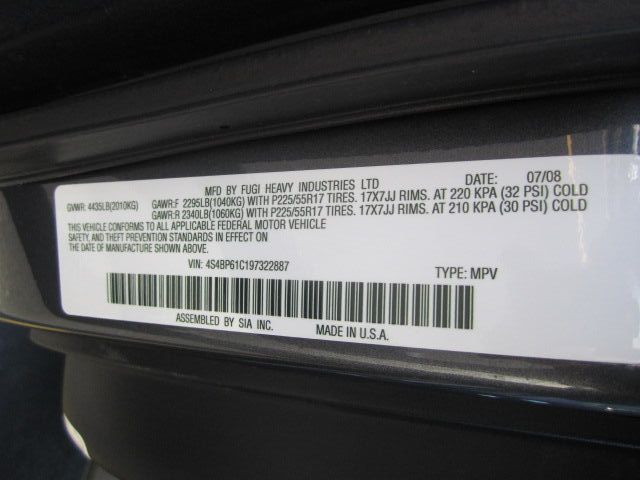 MFD BY FUGI HEAVY INDUSTRIES LTD DATE: 07/08
GVWR: 4435LB(2010KG) GAWR:F 2295LB(1040KG) WITH P225/55R17 TIRES. 17X7JJ RIMS. AT 220 KPA (32 PSI) COLD
GAWR:R 2340LB(1060KG) WITH P225/55R17 TIRES. 17X7JJ RIMS. AT 210 KPA (30 PSI) COLD
THIS VEHICLE CONFORMS TO ALL APPLICABLE FEDERAL MOTOR VEHICLE
SAFETY, AND THEFT PREVENTION STANDARDS IN EFFECT ON
THE DATE OF MANUFACTURE SHOWN ABOVE.
VIN: 4S4BP61C197322887 TYPE: MPV
ASSEMBLED BY SIA INC. MADE IN U.S.A.